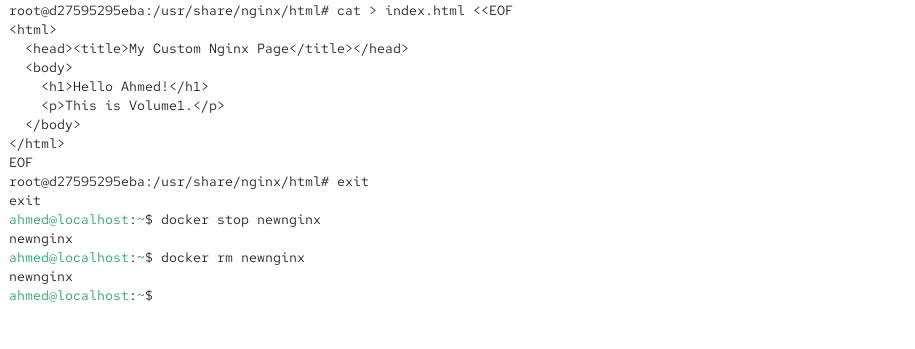 root@d27595295eba:/usr/share/nginx/html# cat > index.html <<EOF
<html>
  <head><title>My Custom Nginx Page</title></head>
  <body>
    <h1>Hello Ahmed!</h1>
    <p>This is Volume1.</p>
  </body>
</html>
EOF
root@d27595295eba:/usr/share/nginx/html# exit
exit
ahmed@localhost:~$ docker stop newnginx
newnginx
ahmed@localhost:~$ docker rm newnginx
newnginx
ahmed@localhost:~$